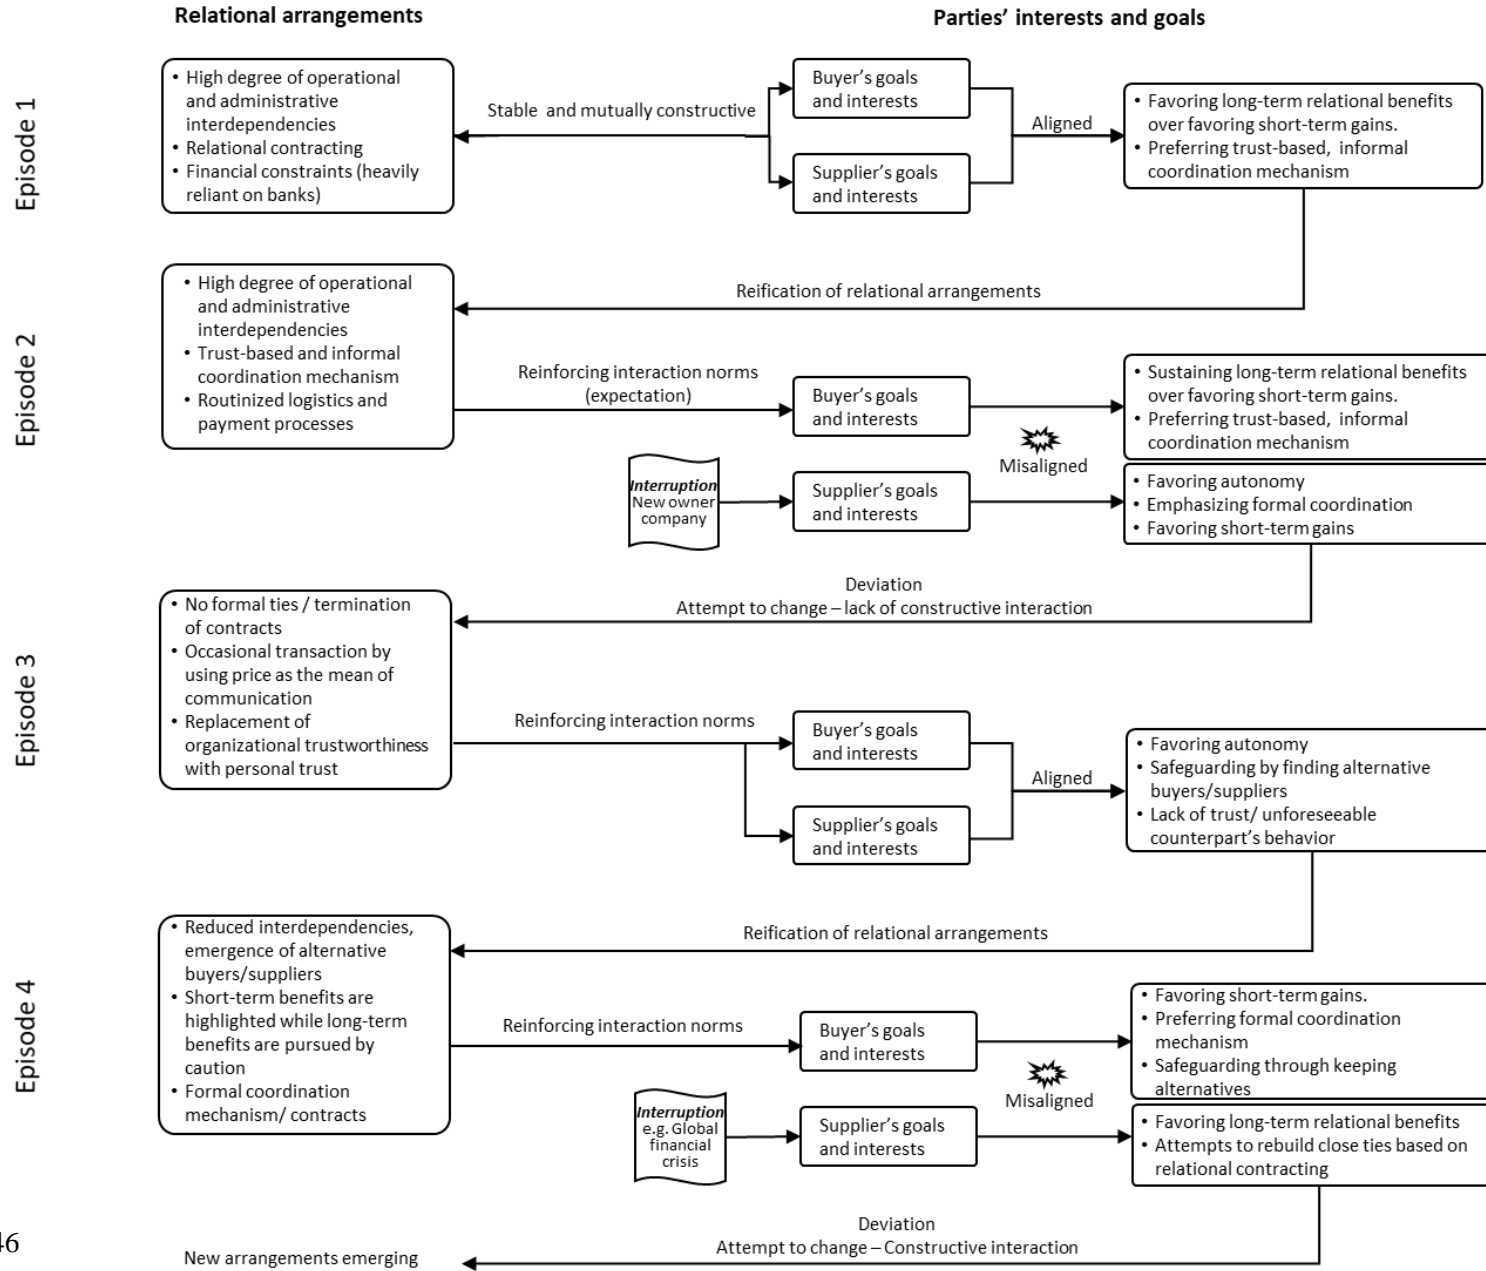 Relational arrangements
Parties’ interests and goals
Episode 1
• High degree of operational
and administrative
interdependencies
• Relational contracting
• Financial constraints (heavily
reliant on banks)
Stable and mutually constructive
Buyer’s goals
and interests
Supplier’s goals
and interests
Aligned
• Favoring long-term relational benefits
over favoring short-term gains.
• Preferring trust-based, informal
coordination mechanism
Reification of relational arrangements
Episode 2
• High degree of operational
and administrative
interdependencies
• Trust-based and informal
coordination mechanism
• Routinized logistics and
payment processes
Reinforcing interaction norms
(expectation)
Buyer’s goals
and interests
• Sustaining long-term relational benefits
over favoring short-term gains.
• Preferring trust-based, informal
coordination mechanism
Misaligned
Interruption
New owner
company
Supplier’s goals
and interests
• Favoring autonomy
• Emphasizing formal coordination
• Favoring short-term gains
Deviation
Attempt to change – lack of constructive interaction
Episode 3
• No formal ties / termination
of contracts
• Occasional transaction by
using price as the mean of
communication
• Replacement of
organizational trustworthiness
with personal trust
Reinforcing interaction norms
Buyer’s goals
and interests
Supplier’s goals
and interests
Aligned
• Favoring autonomy
• Safeguarding by finding alternative
buyers/suppliers
• Lack of trust/ unforeseeable
counterpart’s behavior
Reification of relational arrangements
Episode 4
• Reduced interdependencies,
emergence of alternative
buyers/suppliers
• Short-term benefits are
highlighted while long-term
benefits are pursued by
caution
• Formal coordination
mechanism/ contracts
Reinforcing interaction norms
Buyer’s goals
and interests
• Favoring short-term gains.
• Preferring formal coordination
mechanism
• Safeguarding through keeping
alternatives
Misaligned
Interruption
e.g. Global
financial
crisis
Supplier’s goals
and interests
• Favoring long-term relational benefits
• Attempts to rebuild close ties based on
relational contracting
Deviation
Attempt to change – Constructive interaction
New arrangements emerging
46